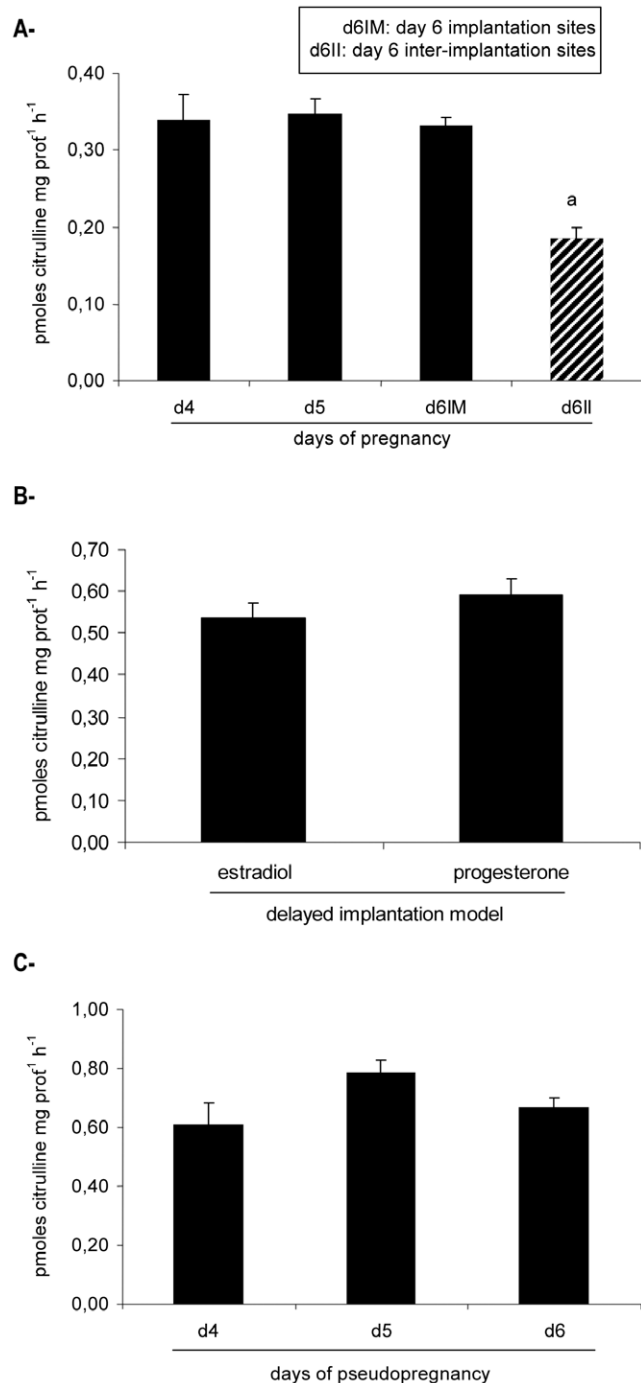 A-
d6IM: day 6 implantation sites
d6II: day 6 inter-implantation sites
pmoles citrulline mg prot⁻¹ h⁻¹
0,40
0,30
0,20
0,10
0,00
a
d4 d5 d6IM d6II
days of pregnancy
B-
pmoles citrulline mg prot⁻¹ h⁻¹
0,70
0,60
0,50
0,40
0,30
0,20
0,10
0,00
estradiol progesterone
delayed implantation model
C-
pmoles citrulline mg prot⁻¹ h⁻¹
1,00
0,80
0,60
0,40
0,20
0,00
d4 d5 d6
days of pseudopregnancy